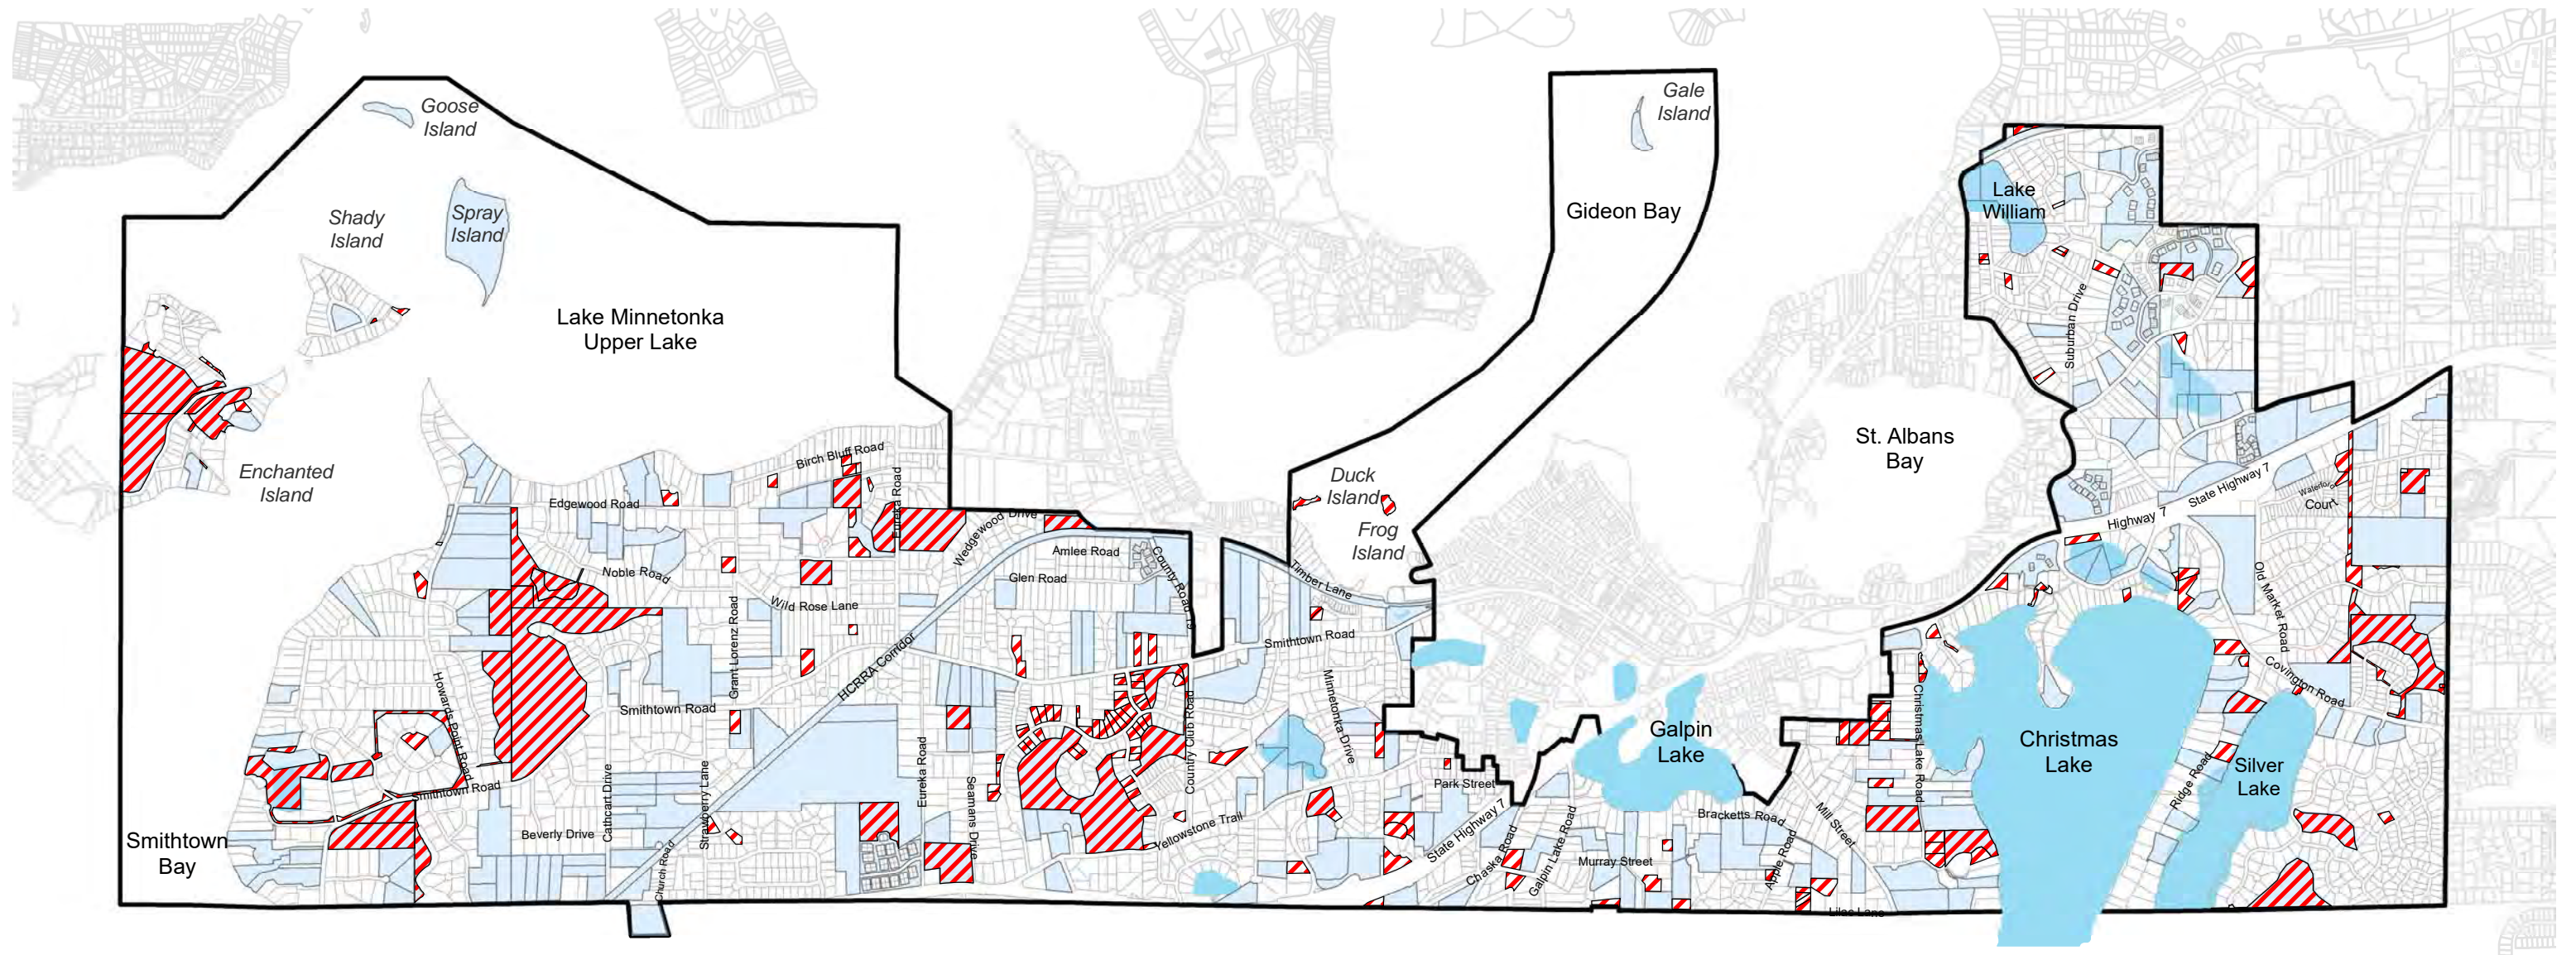 Goose
Island
Gale
Island
Shady
Island
Spray
Island
Gideon Bay
Lake
William
Lake Minnetonka
Upper Lake
Suburban Drive
Enchanted
Island
Birch Bluff Road
Edgewood Road
Eureka Road
Wedgewood Drive
Duck
Island
Frog
Island
St. Albans
Bay
State Highway 7
Highway 7
Waterford
Court
Amlee Road
County Road 19
Glen Road
Timber Lane
Noble Road
Wild Rose Lane
Grant Lorenz Road
HCRRA Corridor
Smithtown Road
Old Market Road
Covington Road
Howards Point Road
Smithtown Road
Minnetonka Drive
Country Club Road
Christmas Lake Road
Galpin
Lake
Christmas
Lake
Silver
Lake
Ridge Road
Smithtown Road
Cathcart Drive
Strawberry Lane
Eureka Road
Seamans Drive
Park Street
State Highway 7
Yellowstone Trail
Beverly Drive
Church Road
Smithtown
Bay
Chaska Road
Galpin Lake Road
Murray Street
Bracketts Road
Apple Road
Mill Street
Lilac Lane